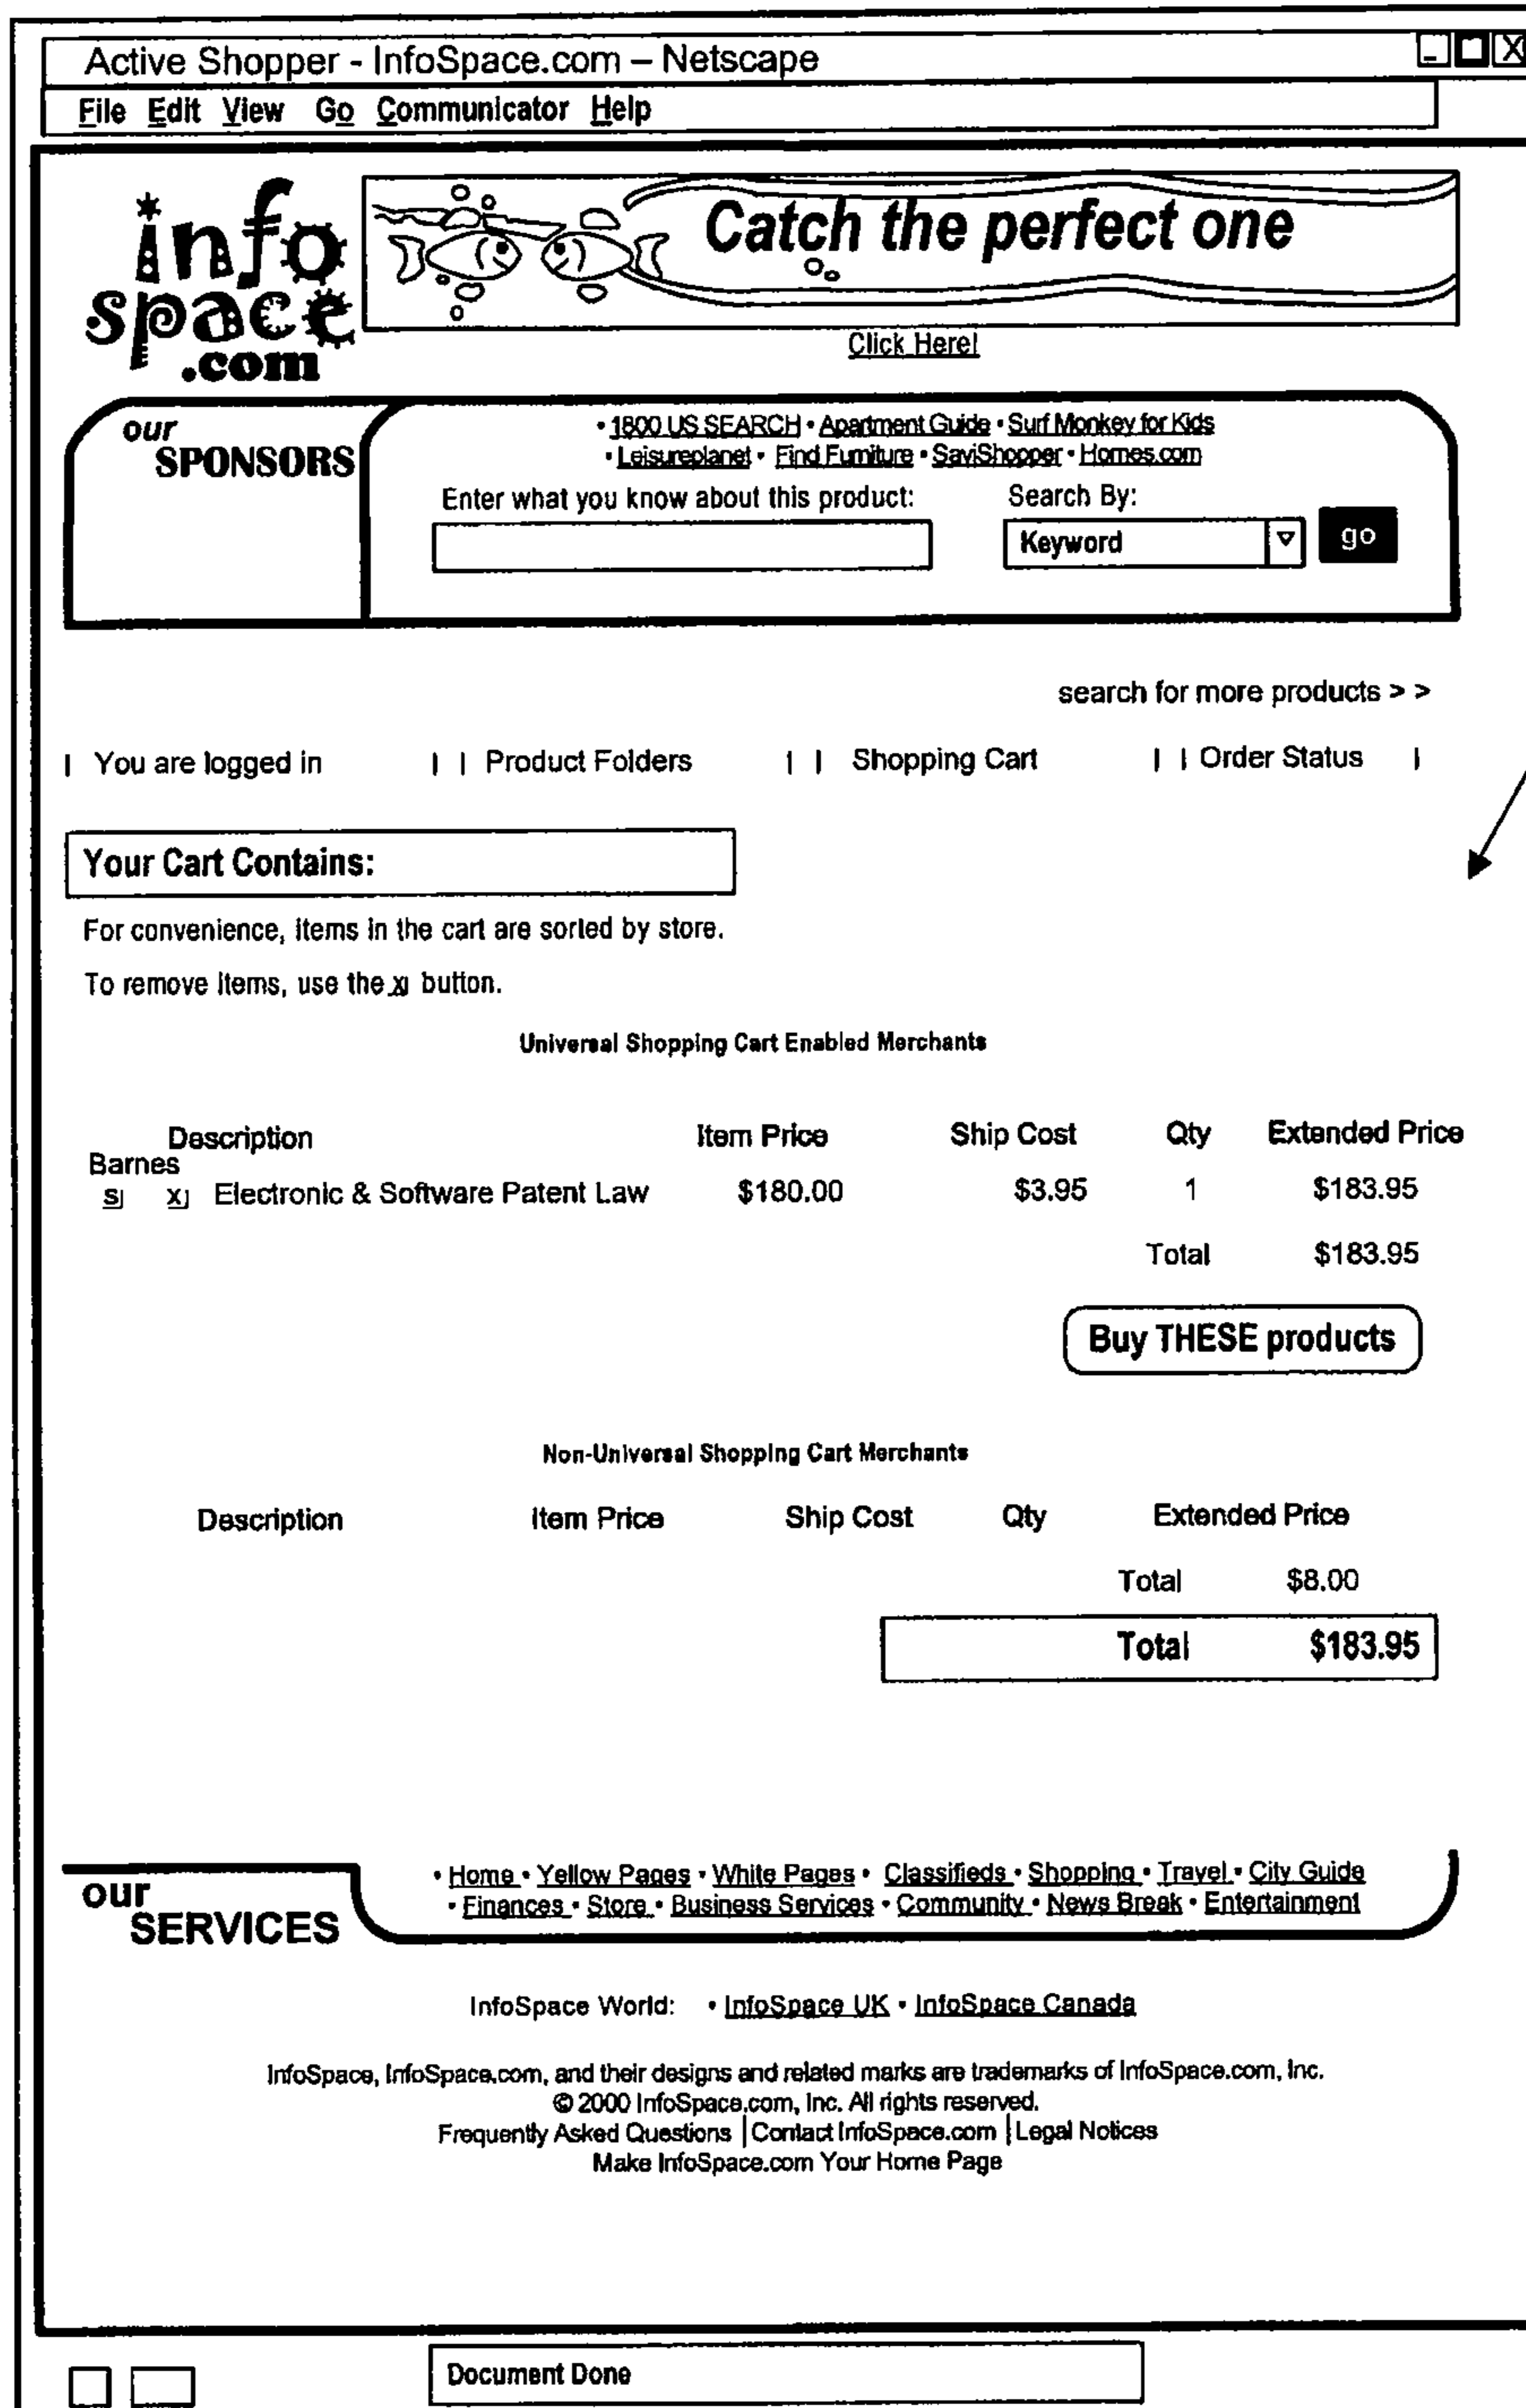 Active Shopper - InfoSpace.com – Netscape
File Edit View Go Communicator Help
info space .com
Catch the perfect one
Click Here!
our SPONSORS
• 1800 US SEARCH • Apartment Guide • Surf Monkey for Kids
• Leisureplanet • Find Furniture • SaviShopper • Homes.com
Enter what you know about this product: Search By:
Keyword go
search for more products > >
| You are logged in | | Product Folders | | Shopping Cart | | Order Status |
Your Cart Contains:
For convenience, items in the cart are sorted by store.
To remove items, use the x button.
Universal Shopping Cart Enabled Merchants
Description Item Price Ship Cost Qty Extended Price
Barnes
S X Electronic & Software Patent Law $180.00 $3.95 1 $183.95
Total $183.95
Buy THESE products
Non-Universal Shopping Cart Merchants
Description Item Price Ship Cost Qty Extended Price
Total $8.00
Total $183.95
our SERVICES
• Home • Yellow Pages • White Pages • Classifieds • Shopping • Travel • City Guide
• Finances • Store • Business Services • Community • News Break • Entertainment
InfoSpace World: • InfoSpace UK • InfoSpace Canada
InfoSpace, InfoSpace.com, and their designs and related marks are trademarks of InfoSpace.com, Inc.
© 2000 InfoSpace.com, Inc. All rights reserved.
Frequently Asked Questions | Contact InfoSpace.com | Legal Notices
Make InfoSpace.com Your Home Page
Document Done